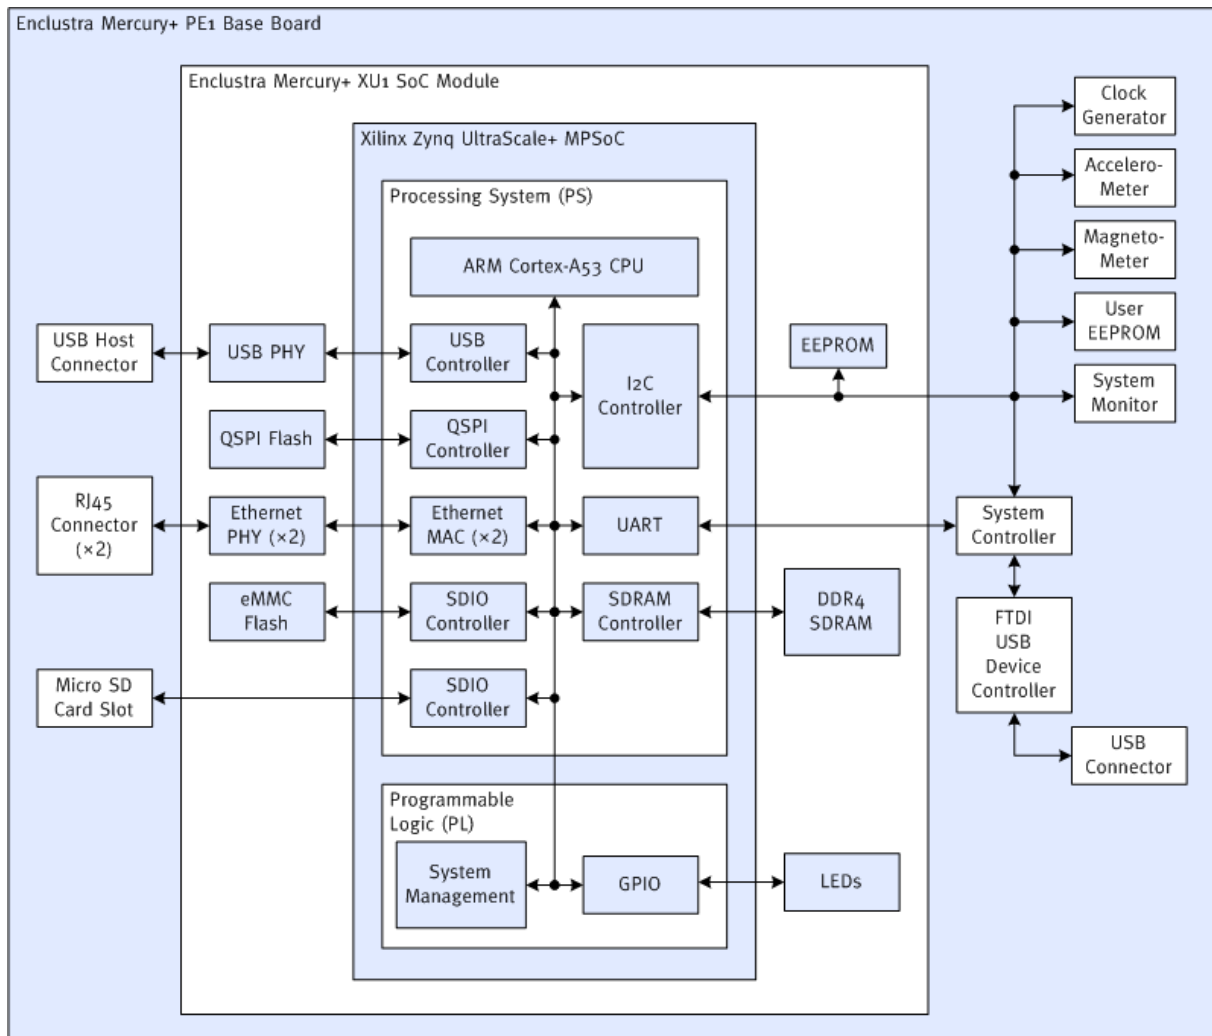 Enclustra Mercury+ PE1 Base Board
Enclustra Mercury+ XU1 SoC Module
Xilinx Zynq UltraScale+ MPSoC
Processing System (PS)
ARM Cortex-A53 CPU
USB Host
Connector
USB PHY
USB
Controller
I2C
Controller
EEPROM
Clock
Generator
Accelero-
Meter
Magneto-
Meter
User
EEPROM
System
Monitor
QSPI Flash
QSPI
Controller
RJ45
Connector
(×2)
Ethernet
PHY (×2)
Ethernet
MAC (×2)
UART
System
Controller
eMMC
Flash
SDIO
Controller
SDRAM
Controller
DDR4
SDRAM
FTDI
USB
Device
Controller
Micro SD
Card Slot
SDIO
Controller
USB
Connector
Programmable
Logic (PL)
System
Management
GPIO
LEDs